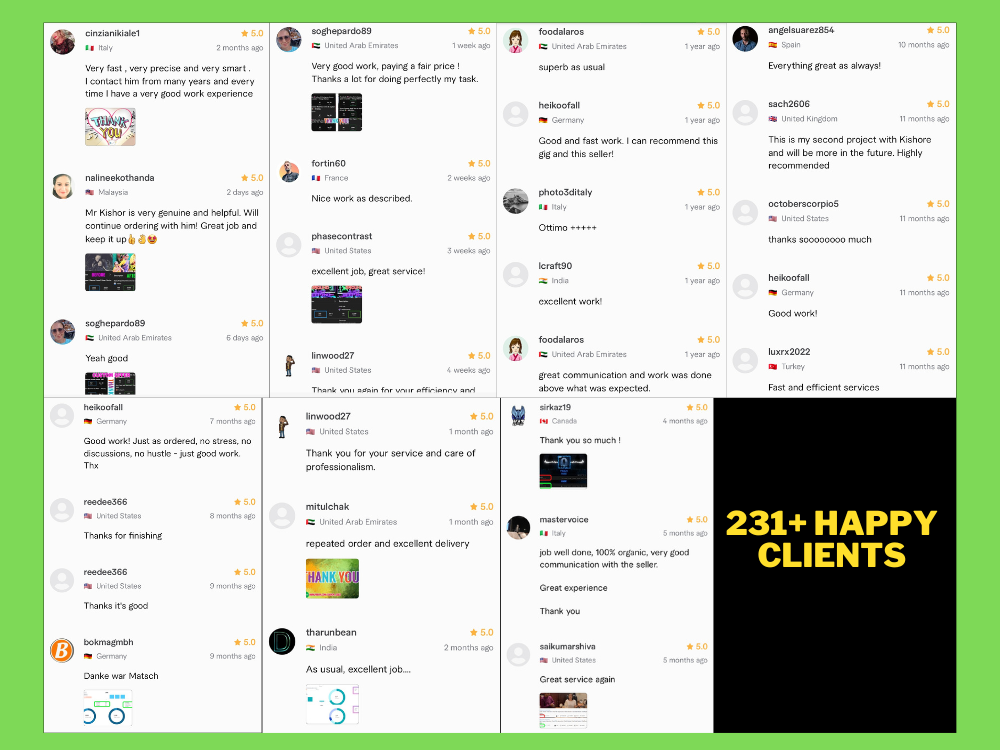 cinzianikiale1
5.0
Italy
2 months ago
Very fast , very precise and very smart .
I contact him from many years and every
time I have a very good work experience
THANK
YOU
nalineekothanda
5.0
Malaysia
2 days ago
Mr Kishor is very genuine and helpful. Will
continue ordering with him! Great job and
keep it up👍👌😍
soghepardo89
5.0
United Arab Emirates
6 days ago
Yeah good
soghepardo89
5.0
United Arab Emirates
1 week ago
Very good work, paying a fair price !
Thanks a lot for doing perfectly my task.
fortin60
5.0
France
2 weeks ago
Nice work as described.
phasecontrast
5.0
United States
3 weeks ago
excellent job, great service!
linwood27
5.0
United States
4 weeks ago
Thank you again for your efficiency and
foodalaros
5.0
United Arab Emirates
1 year ago
superb as usual
heikoofall
5.0
Germany
1 year ago
Good and fast work. I can recommend this
gig and this seller!
photo3ditaly
5.0
Italy
1 year ago
Ottimo +++++
lcraft90
5.0
India
1 year ago
excellent work!
foodalaros
5.0
United Arab Emirates
1 year ago
great communication and work was done
above what was expected.
angelsuarez854
5.0
Spain
10 months ago
Everything great as always!
sach2606
5.0
United Kingdom
11 months ago
This is my second project with Kishore
and will be more in the future. Highly
recommended
octoberscorpio5
5.0
United States
11 months ago
thanks soooooooo much
heikoofall
5.0
Germany
11 months ago
Good work!
luxrx2022
5.0
Turkey
11 months ago
Fast and efficient services
heikoofall
5.0
Germany
7 months ago
Good work! Just as ordered, no stress, no
discussions, no hustle - just good work.
Thx
reedee366
5.0
United States
8 months ago
Thanks for finishing
reedee366
5.0
United States
9 months ago
Thanks it's good
B
bokmagmbh
5.0
Germany
9 months ago
Danke war Matsch
linwood27
5.0
United States
1 month ago
Thank you for your service and care of
professionalism.
mitulchak
5.0
United Arab Emirates
1 month ago
repeated order and excellent delivery
HANK YOU
D
tharunbean
5.0
India
2 months ago
As usual, excellent job....
sirkaz19
5.0
Canada
4 months ago
Thank you so much !
mastervoice
5.0
Italy
5 months ago
job well done, 100% organic, very good
communication with the seller.
Great experience
Thank you
saikumarshiva
5.0
United States
5 months ago
Great service again
231+ HAPPY
CLIENTS